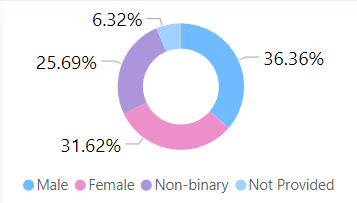 6.32%
36.36%
25.69%
31.62%
Male Female Non-binary Not Provided